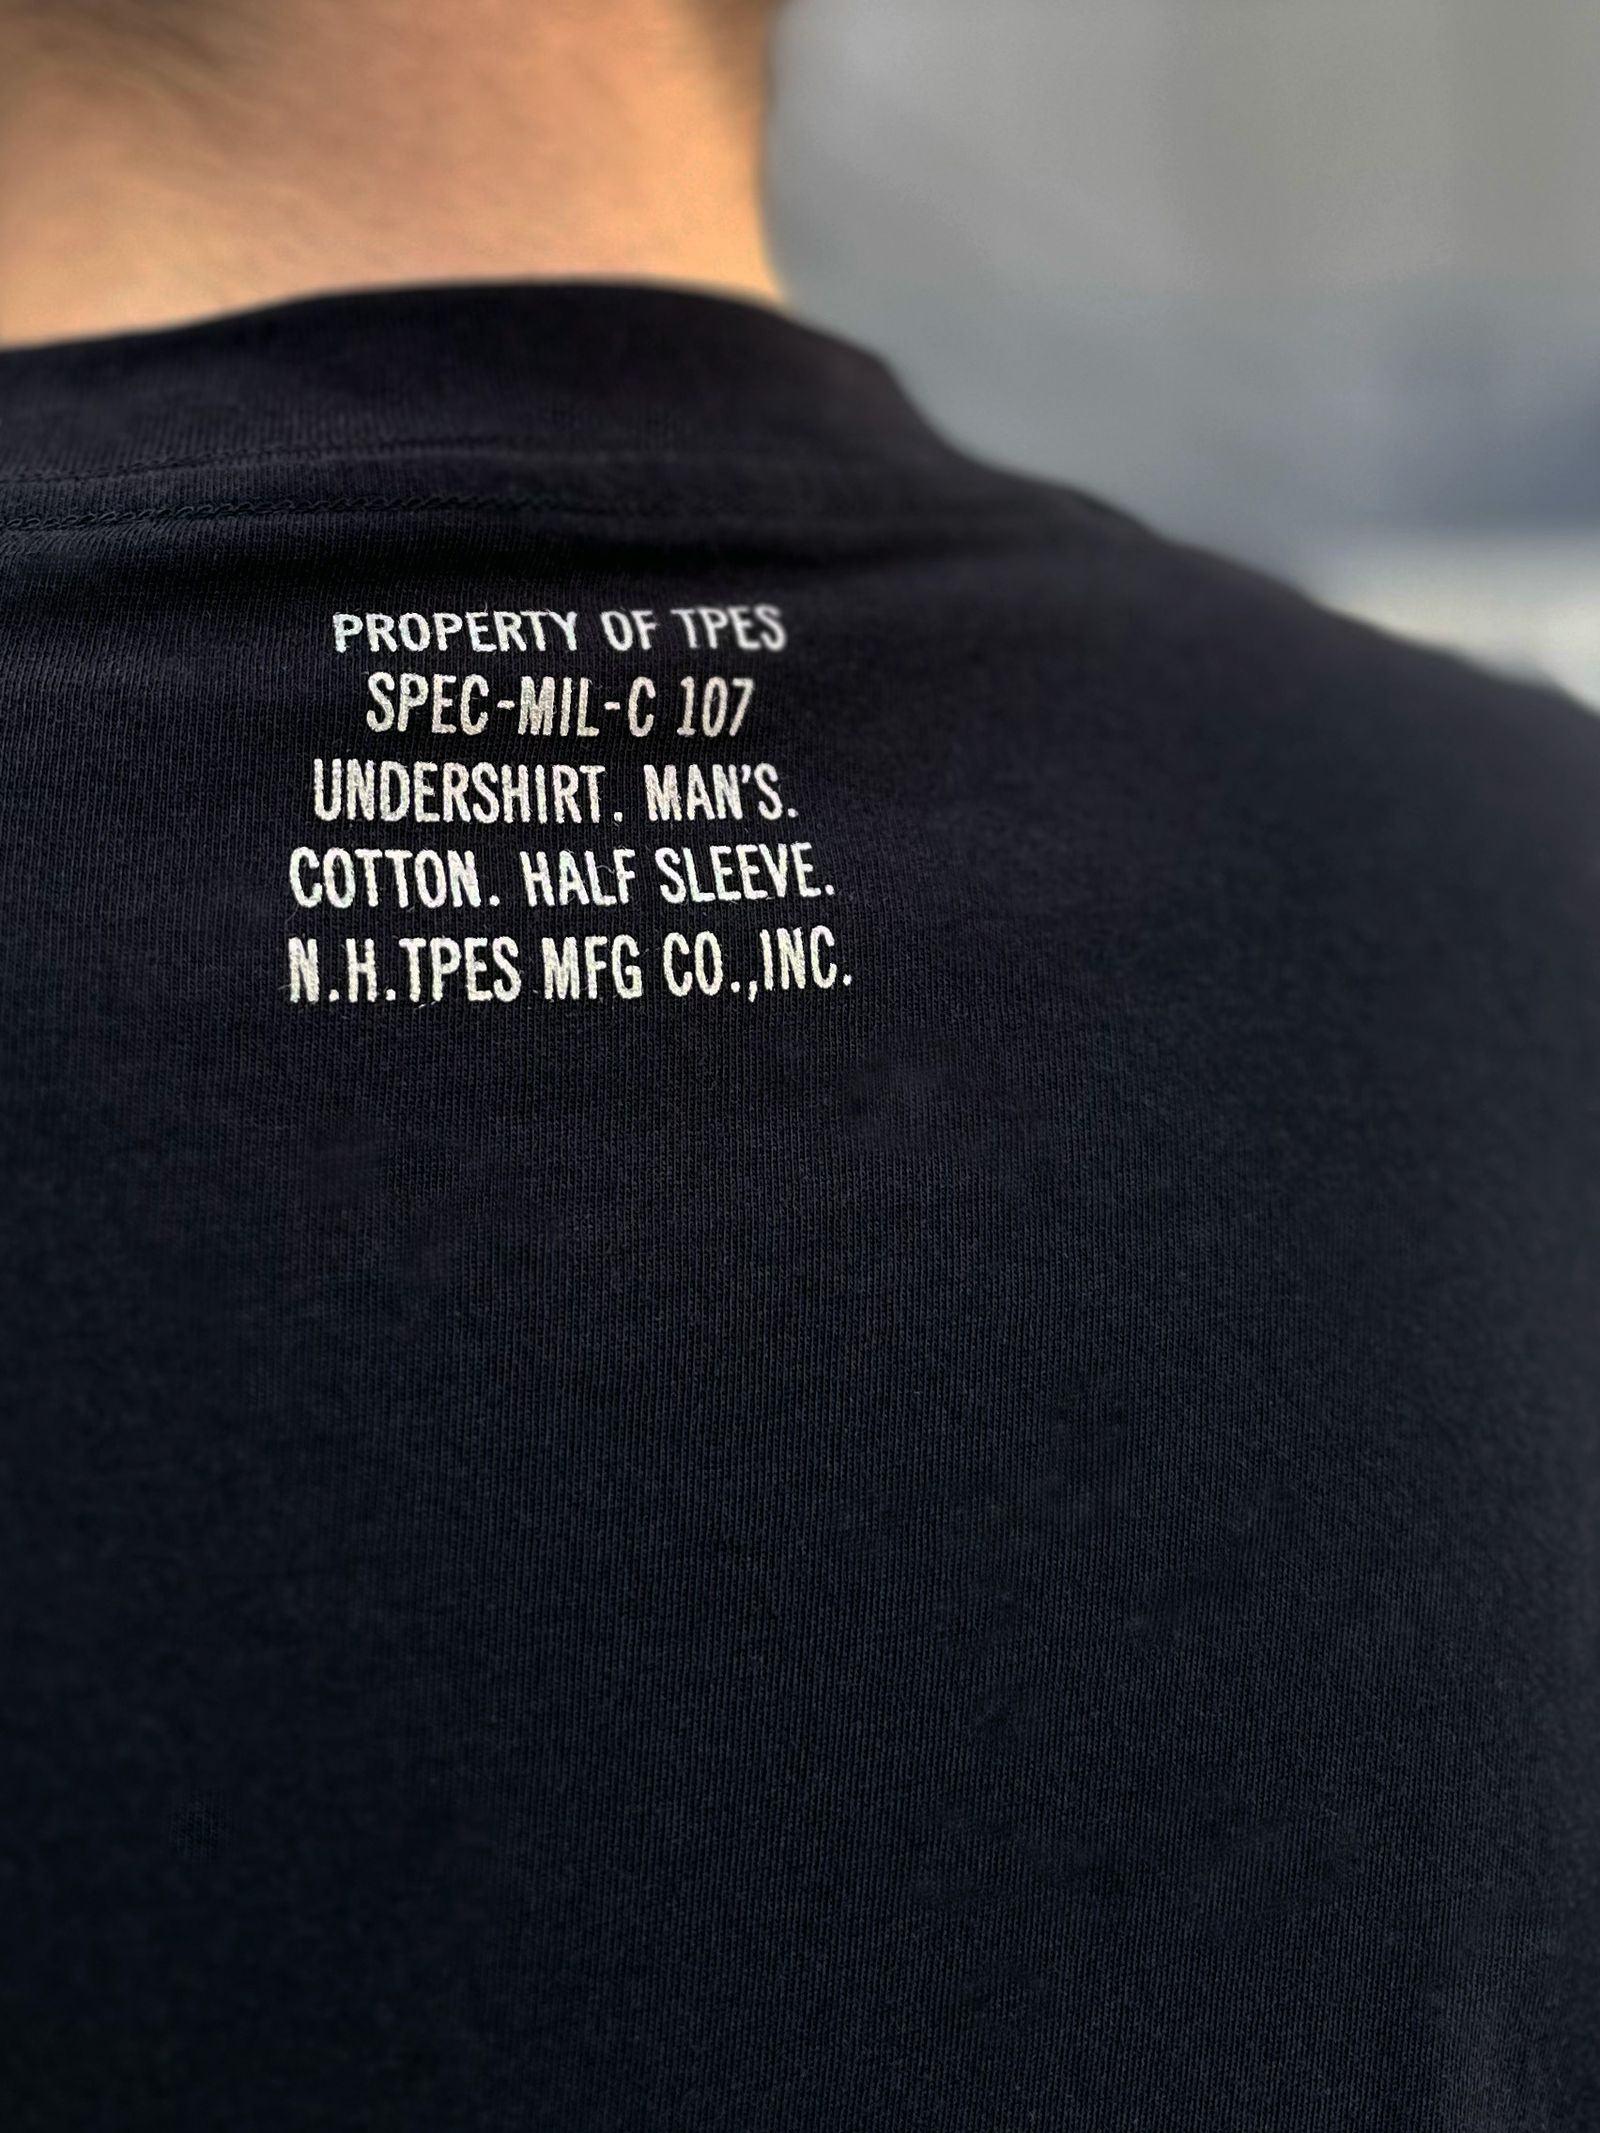 PROPERTY OF TPES
SPEC-MIL-C 107
UNDERSHIRT. MAN'S.
COTTON. HALF SLEEVE.
N.H.TPES MFG CO.,INC.